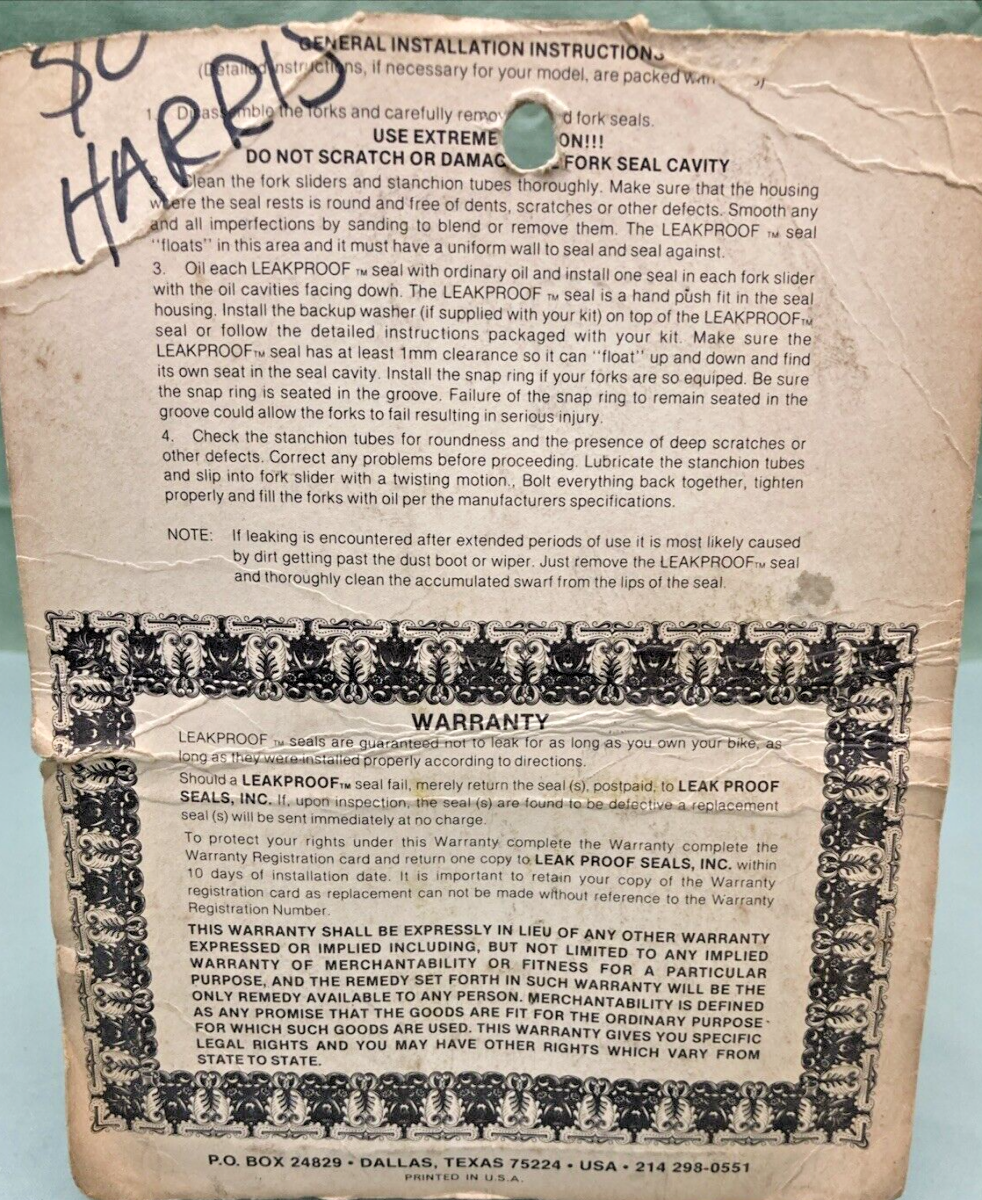 $0
HARRIS
GENERAL INSTALLATION INSTRUCTIONS
(Detailed instructions, if necessary for your model, are packed
1. Disassemble the forks and carefully remo d fork seals.
USE EXTREME ON!!!
DO NOT SCRATCH OR DAMAG FORK SEAL CAVITY
Clean the fork sliders and stanchion tubes thoroughly. Make sure that the housing
where the seal rests is round and free of dents, scratches or other defects. Smooth any
and all imperfections by sanding to blend or remove them. The LEAKPROOF TM seal
"floats" in this area and it must have a uniform wall to seal and seal against.
3. Oil each LEAKPROOF TM seal with ordinary oil and install one seal in each fork slider
with the oil cavities facing down. The LEAKPROOF TM seal is a hand push fit in the seal
housing. Install the backup washer (if supplied with your kit) on top of the LEAKPROOFTM
seal or follow the detailed instructions packaged with your kit. Make sure the
LEAKPROOFTM seal has at least 1mm clearance so it can "float" up and down and find
its own seat in the seal cavity. Install the snap ring if your forks are so equiped. Be sure
the snap ring is seated in the groove. Failure of the snap ring to remain seated in the
groove could allow the forks to fail resulting in serious injury.
4. Check the stanchion tubes for roundness and the presence of deep scratches or
other defects. Correct any problems before proceeding. Lubricate the stanchion tubes
and slip into fork slider with a twisting motion., Bolt everything back together, tighten
properly and fill the forks with oil per the manufacturers specifications.
NOTE: If leaking is encountered after extended periods of use it is most likely caused
by dirt getting past the dust boot or wiper. Just remove the LEAKPROOFTM seal
and thoroughly clean the accumulated swarf from the lips of the seal.
WARRANTY
LEAKPROOF TM seals are guaranteed not to leak for as long as you own your bike, as
long as they were installed properly according to directions.
Should a LEAKPROOFTM seal fail, merely return the seal (s), postpaid, to LEAK PROOF
SEALS, INC. If, upon inspection, the seal (s) are found to be defective a replacement
seal (s) will be sent immediately at no charge.
To protect your rights under this Warranty complete the Warranty complete the
Warranty Registration card and return one copy to LEAK PROOF SEALS, INC. within
10 days of installation date. It is important to retain your copy of the Warranty
registration card as replacement can not be made without reference to the Warranty
Registration Number.
THIS WARRANTY SHALL BE EXPRESSLY IN LIEU OF ANY OTHER WARRANTY
EXPRESSED OR IMPLIED INCLUDING, BUT NOT LIMITED TO ANY IMPLIED
WARRANTY OF MERCHANTABILITY OR FITNESS FOR A PARTICULAR
PURPOSE, AND THE REMEDY SET FORTH IN SUCH WARRANTY WILL BE THE
ONLY REMEDY AVAILABLE TO ANY PERSON. MERCHANTABILITY IS DEFINED
AS ANY PROMISE THAT THE GOODS ARE FIT FOR THE ORDINARY PURPOSE
FOR WHICH SUCH GOODS ARE USED. THIS WARRANTY GIVES YOU SPECIFIC
LEGAL RIGHTS AND YOU MAY HAVE OTHER RIGHTS WHICH VARY FROM
STATE TO STATE.
P.O. BOX 24829 • DALLAS, TEXAS 75224 • USA • 214 298-0551
PRINTED IN U.S.A.